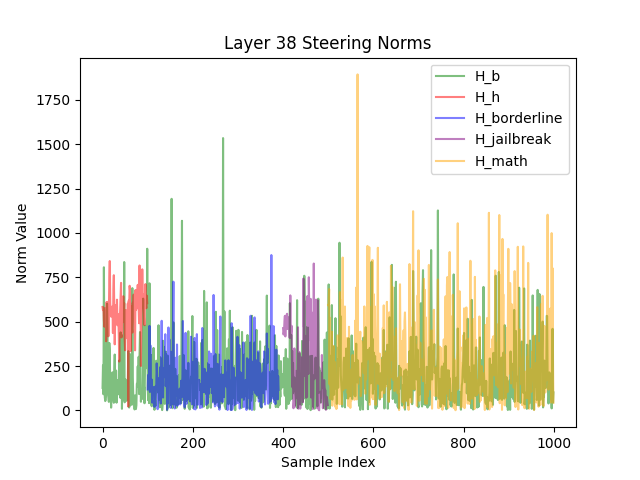 Layer 38 Steering Norms
H_b
H_h
H_borderline
H_jailbreak
H_math
Norm Value
1750
1500
1250
1000
750
500
250
0
0 200 400 600 800 1000
Sample Index